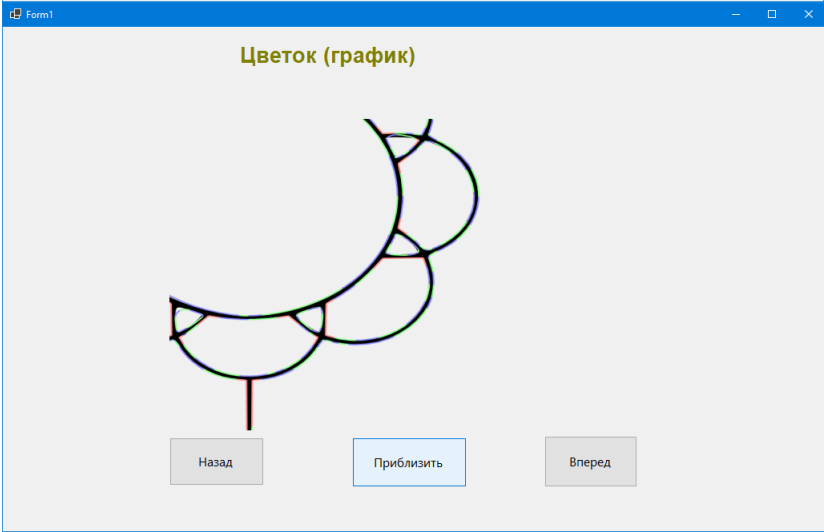 Form1
Цветок (график)
Назад
Приблизить
Вперед